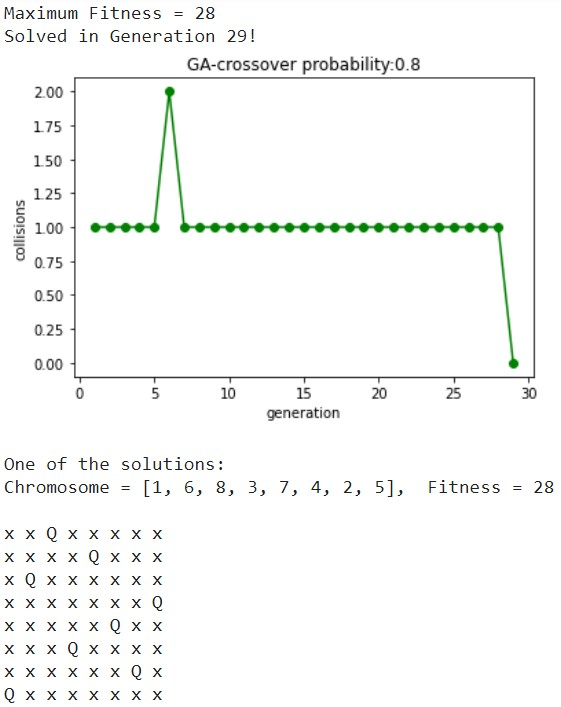 Maximum Fitness = 28
Solved in Generation 29!
GA-crossover probability:0.8
2.00
1.75
1.50
1.25
1.00
0.75
0.50
0.25
0.00
collisions
0 5 10 15 20 25 30
generation
One of the solutions:
Chromosome = [1, 6, 8, 3, 7, 4, 2, 5],  Fitness = 28
x x Q x x x x x
x x x x Q x x x
x Q x x x x x x
x x x x x x x Q
x x x x x Q x x
x x x Q x x x x
x x x x x x Q x
Q x x x x x x x